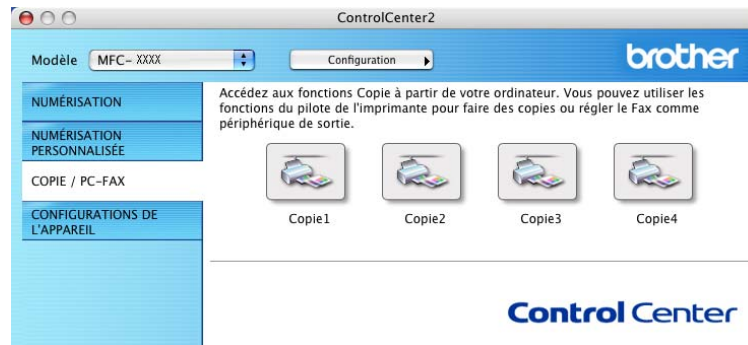 ControlCenter2
Modèle MFC- XXXX Configuration brother
NUMÉRISATION
NUMÉRISATION
PERSONNALISÉE
COPIE / PC-FAX
CONFIGURATIONS DE
L'APPAREIL
Accédez aux fonctions Copie à partir de votre ordinateur. Vous pouvez utiliser les
fonctions du pilote de l'imprimante pour faire des copies ou régler le Fax comme
périphérique de sortie.
Copie1 Copie2 Copie3 Copie4
Control Center